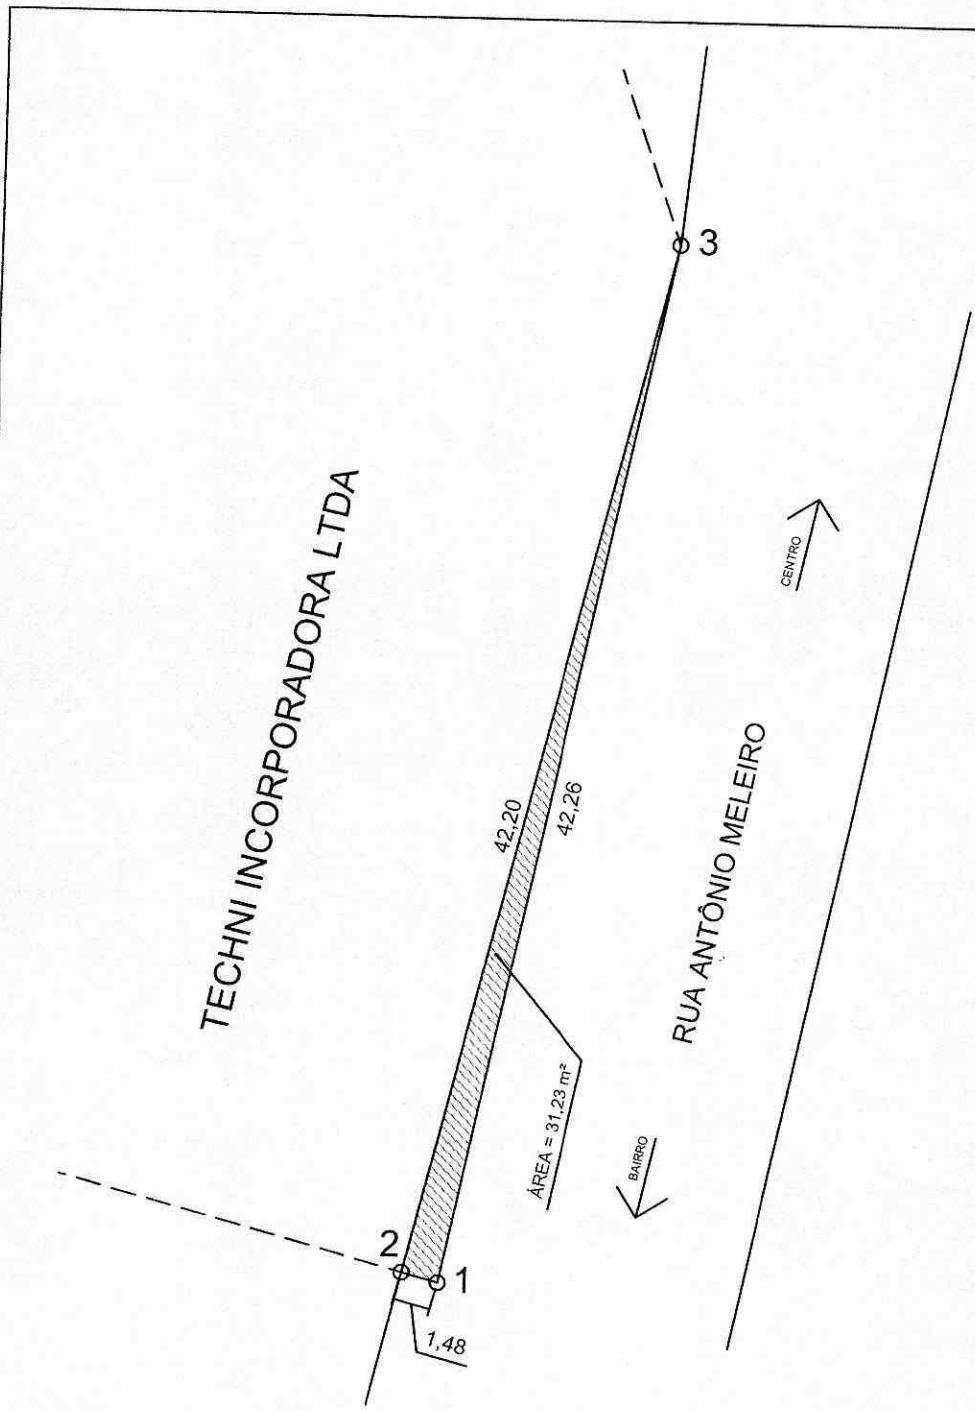 3
TECHNI INCORPORADORA LTDA
CENTRO
42,20
42,26
RUA ANTÔNIO MELEIRO
ÁREA = 31,23 m²
BAIRRO
2
1
1,48